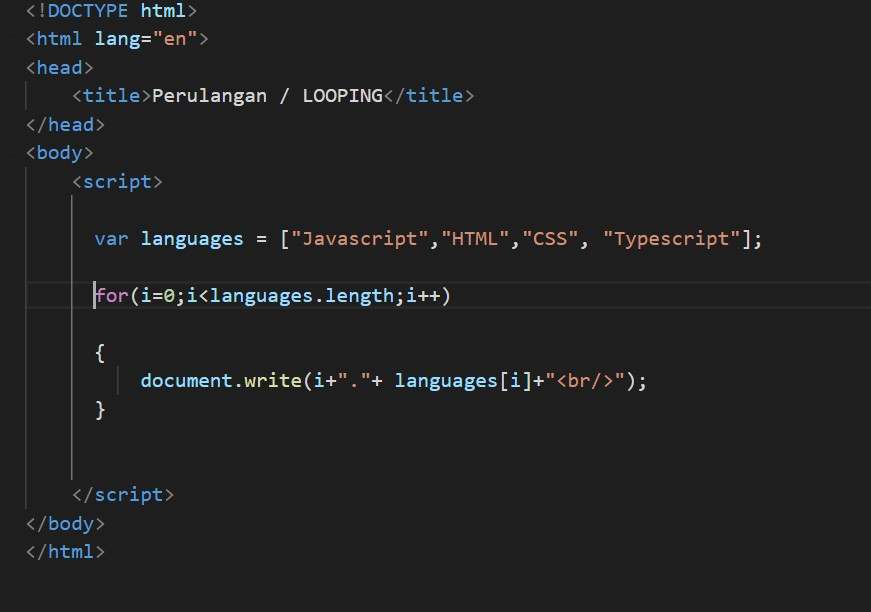 <!DOCTYPE html>
<html lang="en">
<head>
<title>Perulangan / LOOPING</title>
</head>
<body>
<script>
var languages = ["Javascript","HTML","CSS", "Typescript"];
for(i=0;i<languages.length;i++)
{
document.write(i+"."+ languages[i]+"<br/>");
}
</script>
</body>
</html>